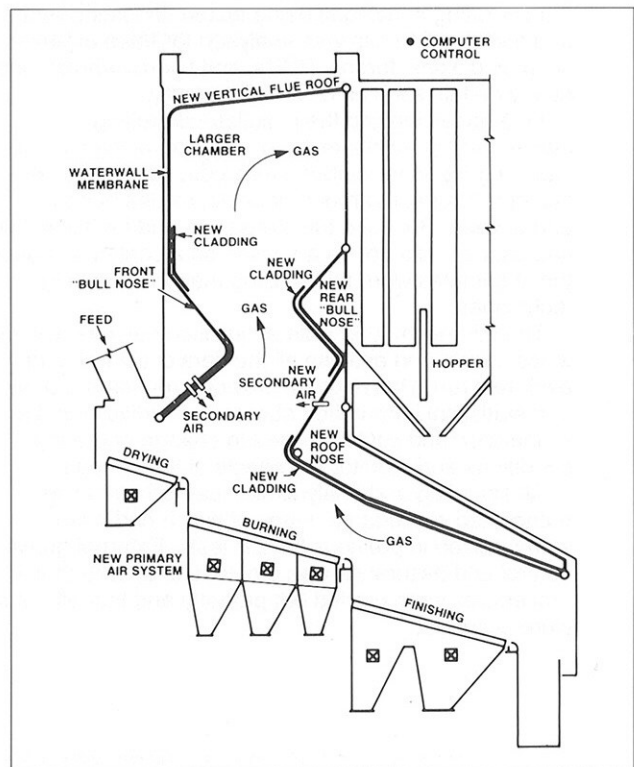 COMPUTER
CONTROL
NEW VERTICAL FLUE ROOF
LARGER
CHAMBER
GAS
WATERWALL
MEMBRANE
NEW
CLADDING
FRONT
"BULL NOSE"
NEW
CLADDING
NEW
REAR
"BULL
NOSE"
GAS
FEED
HOPPER
NEW
SECONDARY
AIR
SECONDARY
AIR
NEW
ROOF
NOSE
DRYING
NEW
CLADDING
BURNING
GAS
NEW PRIMARY
AIR SYSTEM
FINISHING